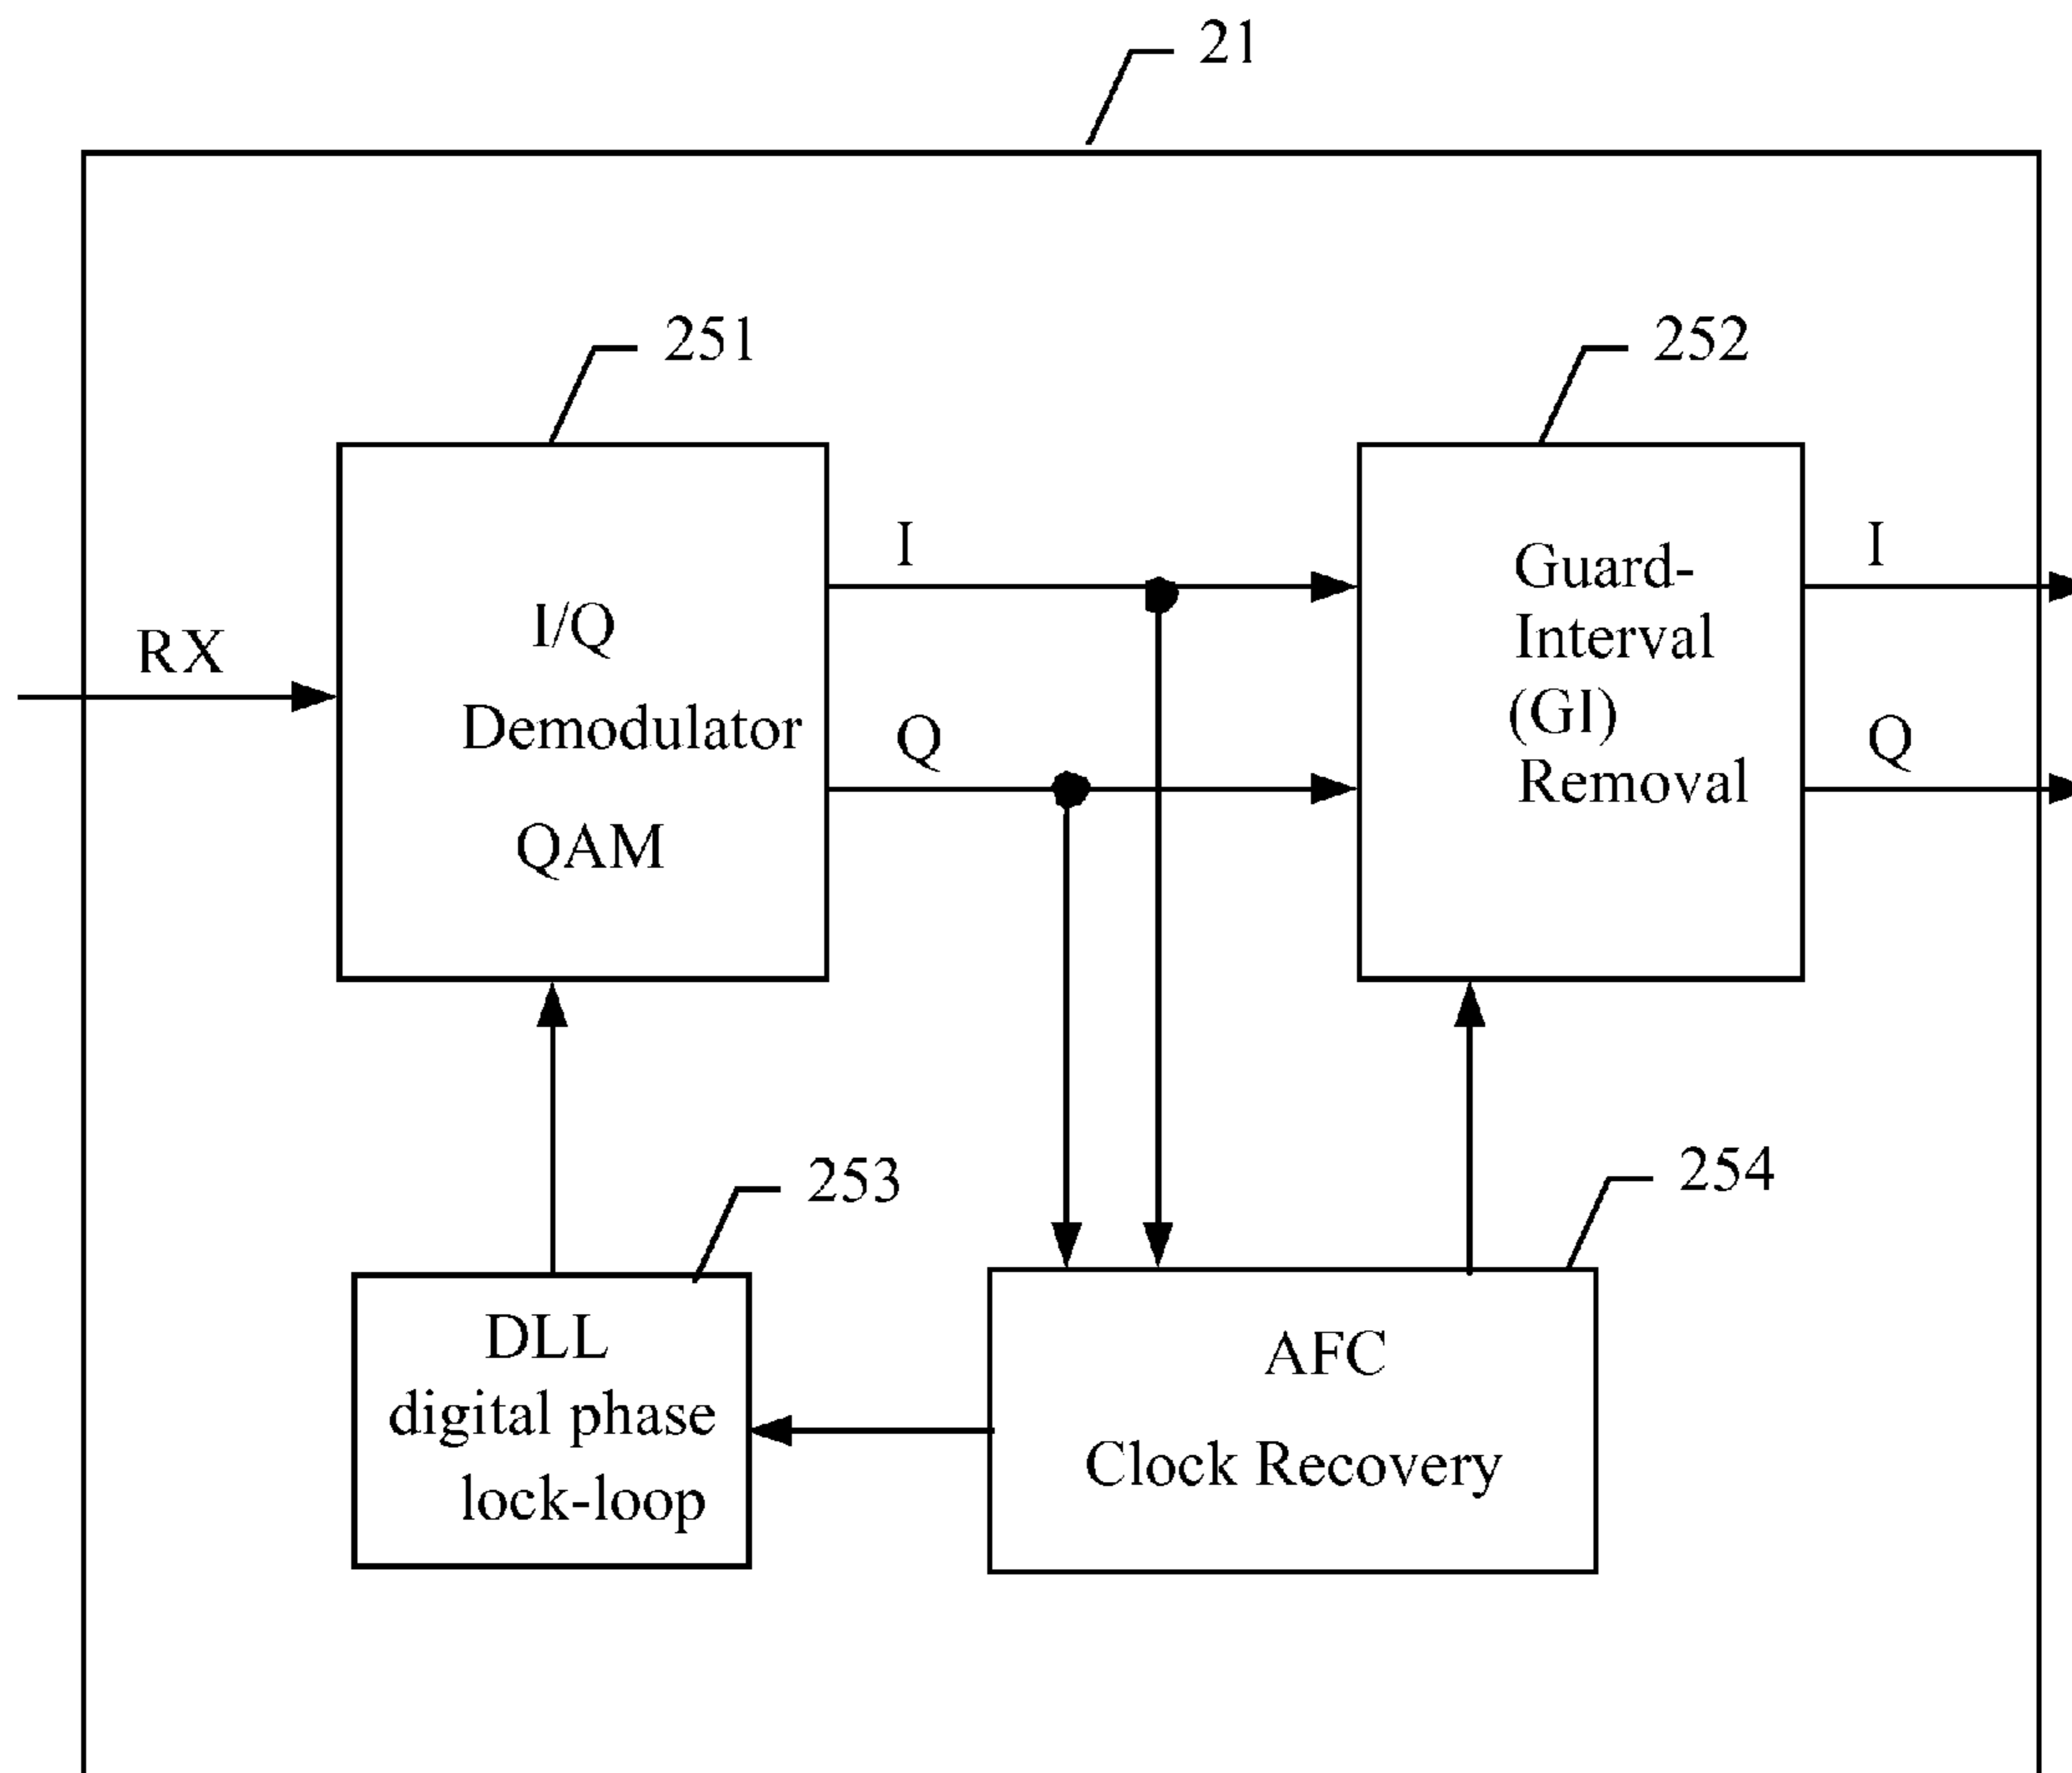 21
251
252
RX
I/Q
Demodulator
QAM
I
Q
Guard-
Interval
(GI)
Removal
I
Q
253
254
DLL
digital phase
lock-loop
AFC
Clock Recovery